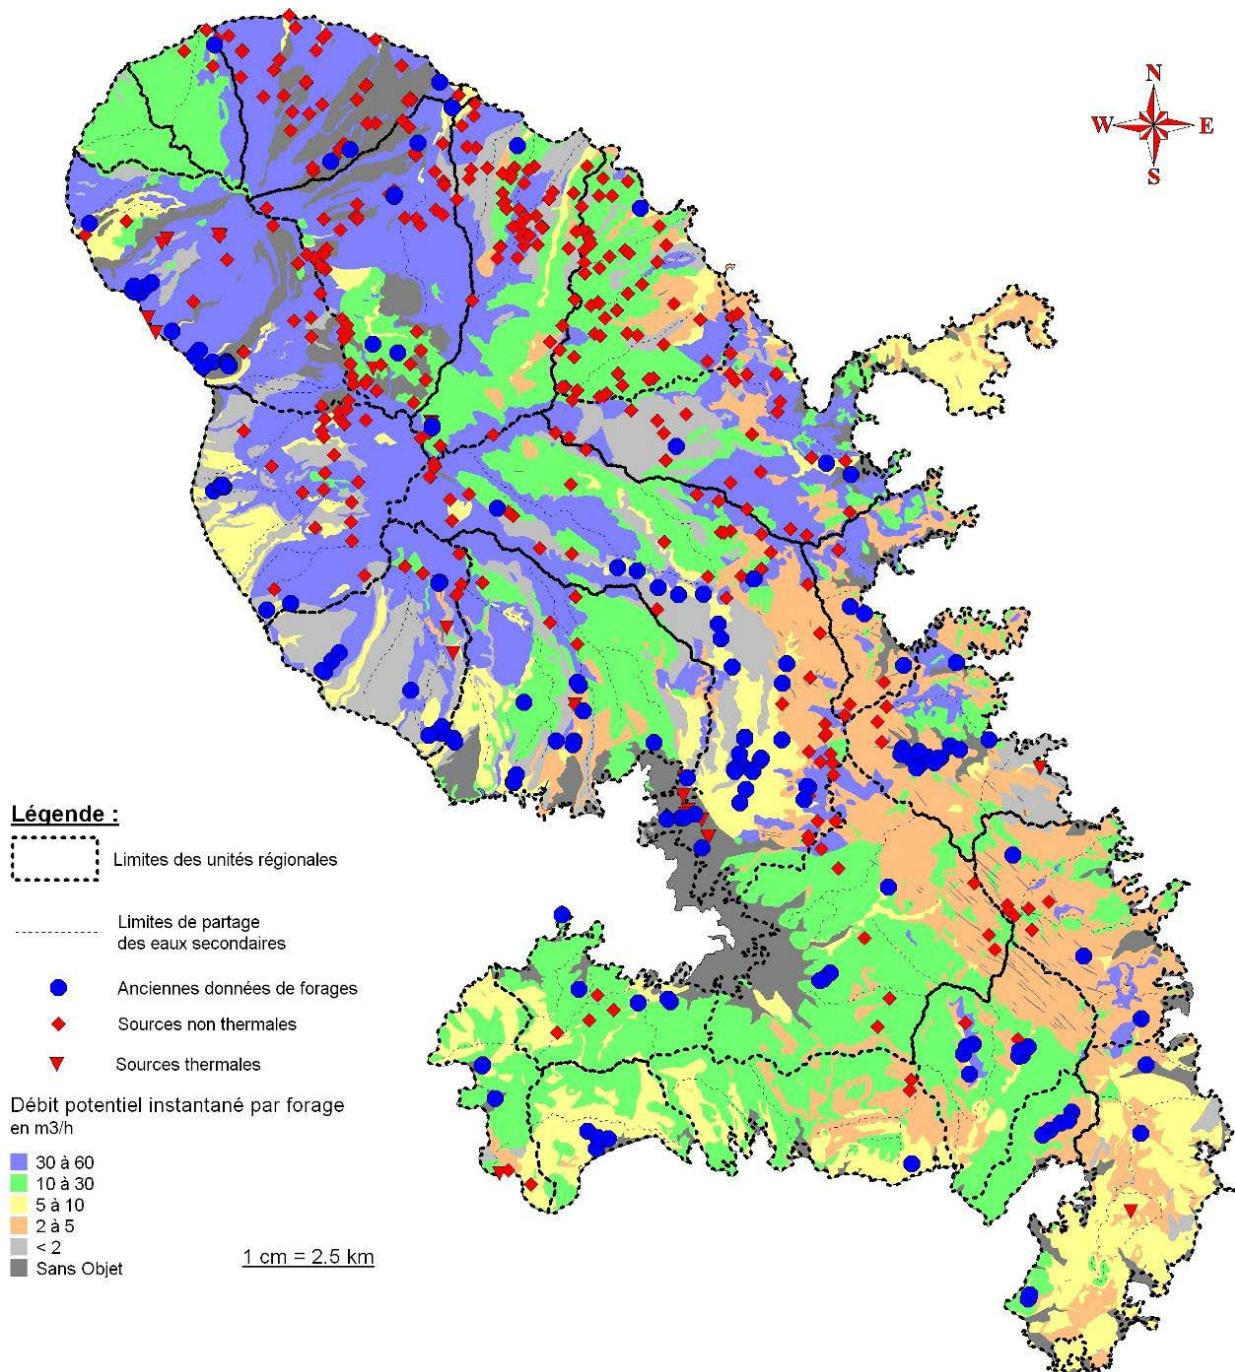 N
W E
S
Légende :
Limites des unités régionales
Limites de partage
des eaux secondaires
Anciennes données de forages
Sources non thermales
Sources thermales
Débit potentiel instantané par forage
en m3/h
30 à 60
10 à 30
5 à 10
2 à 5
< 2
Sans Objet
1 cm = 2.5 km